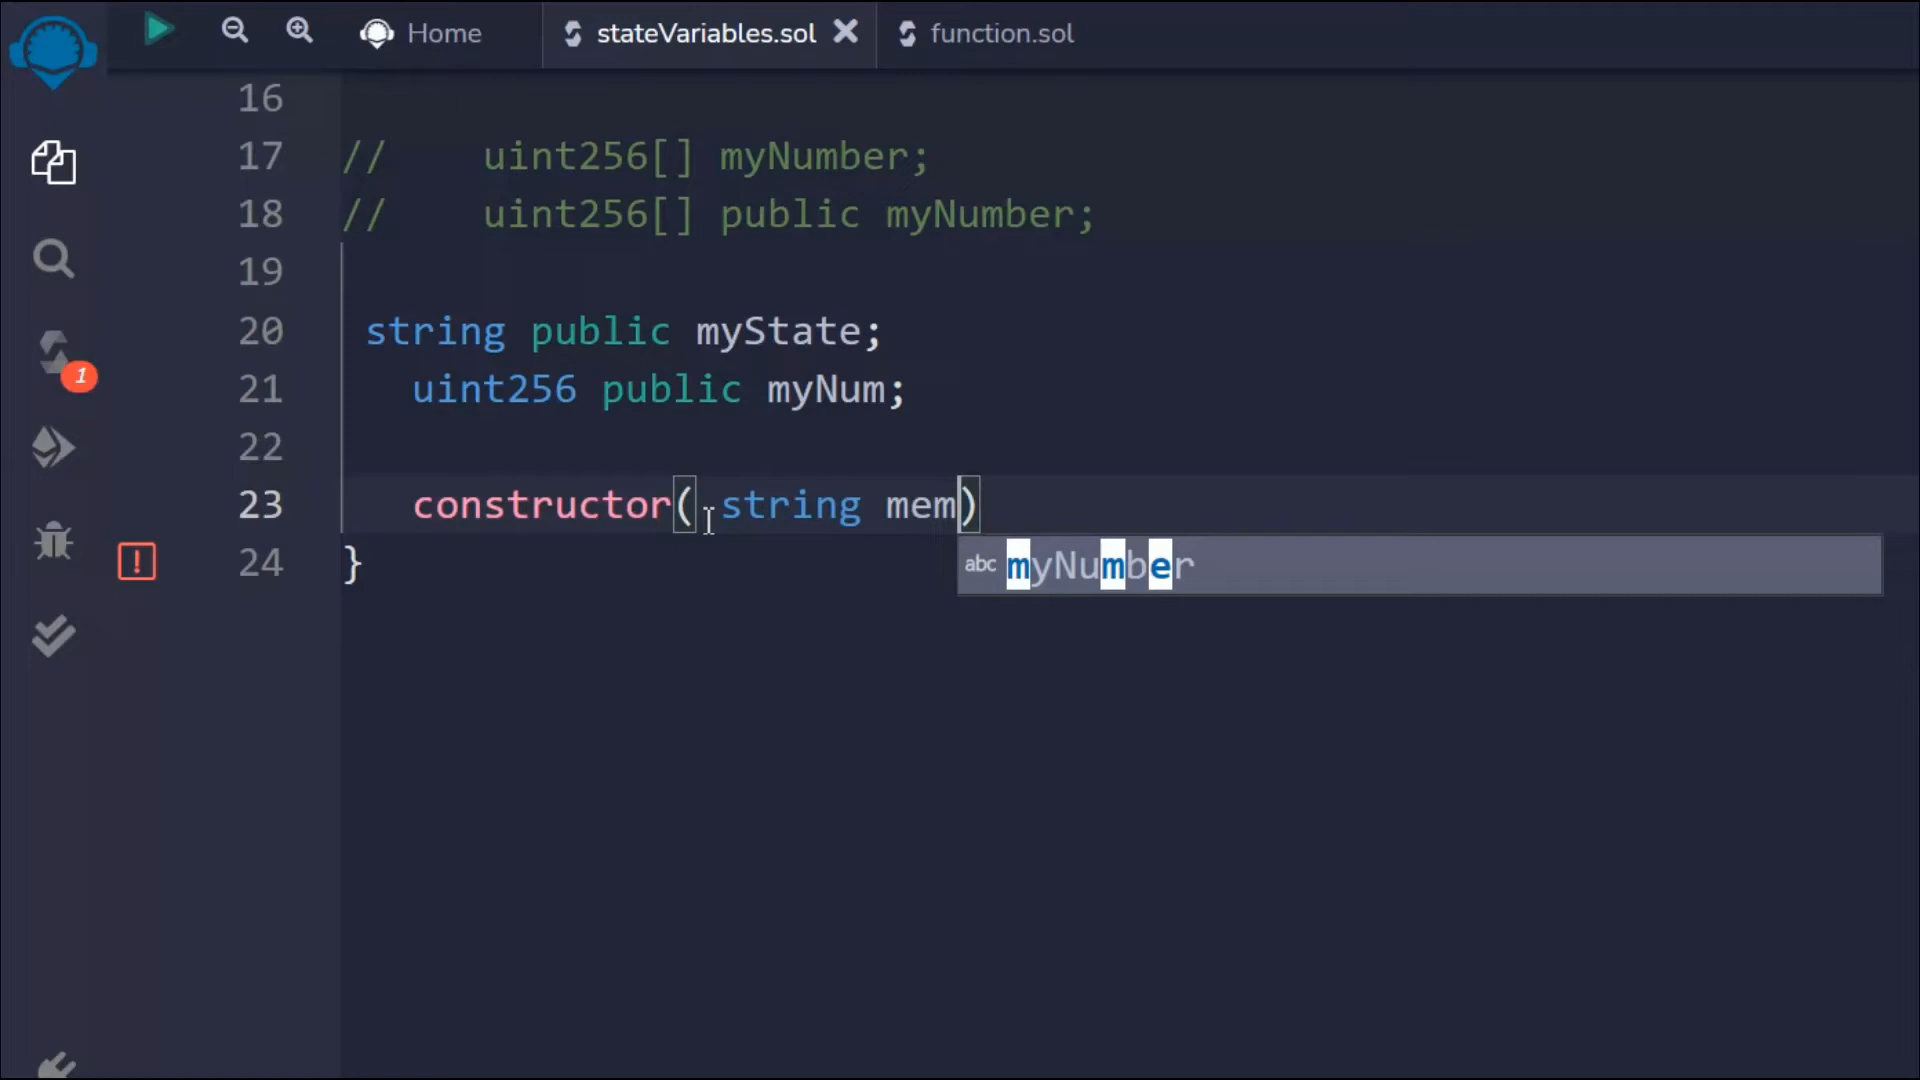 Home stateVariables.sol function.sol
16
17 // uint256[] myNumber;
18 // uint256[] public myNumber;
19
20 string public myState;
1
21 uint256 public myNum;
22
23 constructor( string mem)
! 24 }
abc myNumber